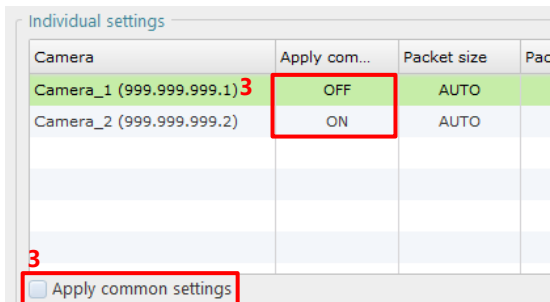 Individual settings
Camera Apply com... Packet size Pac
Camera_1 (999.999.999.1) 3 OFF AUTO
Camera_2 (999.999.999.2) ON AUTO
3
Apply common settings